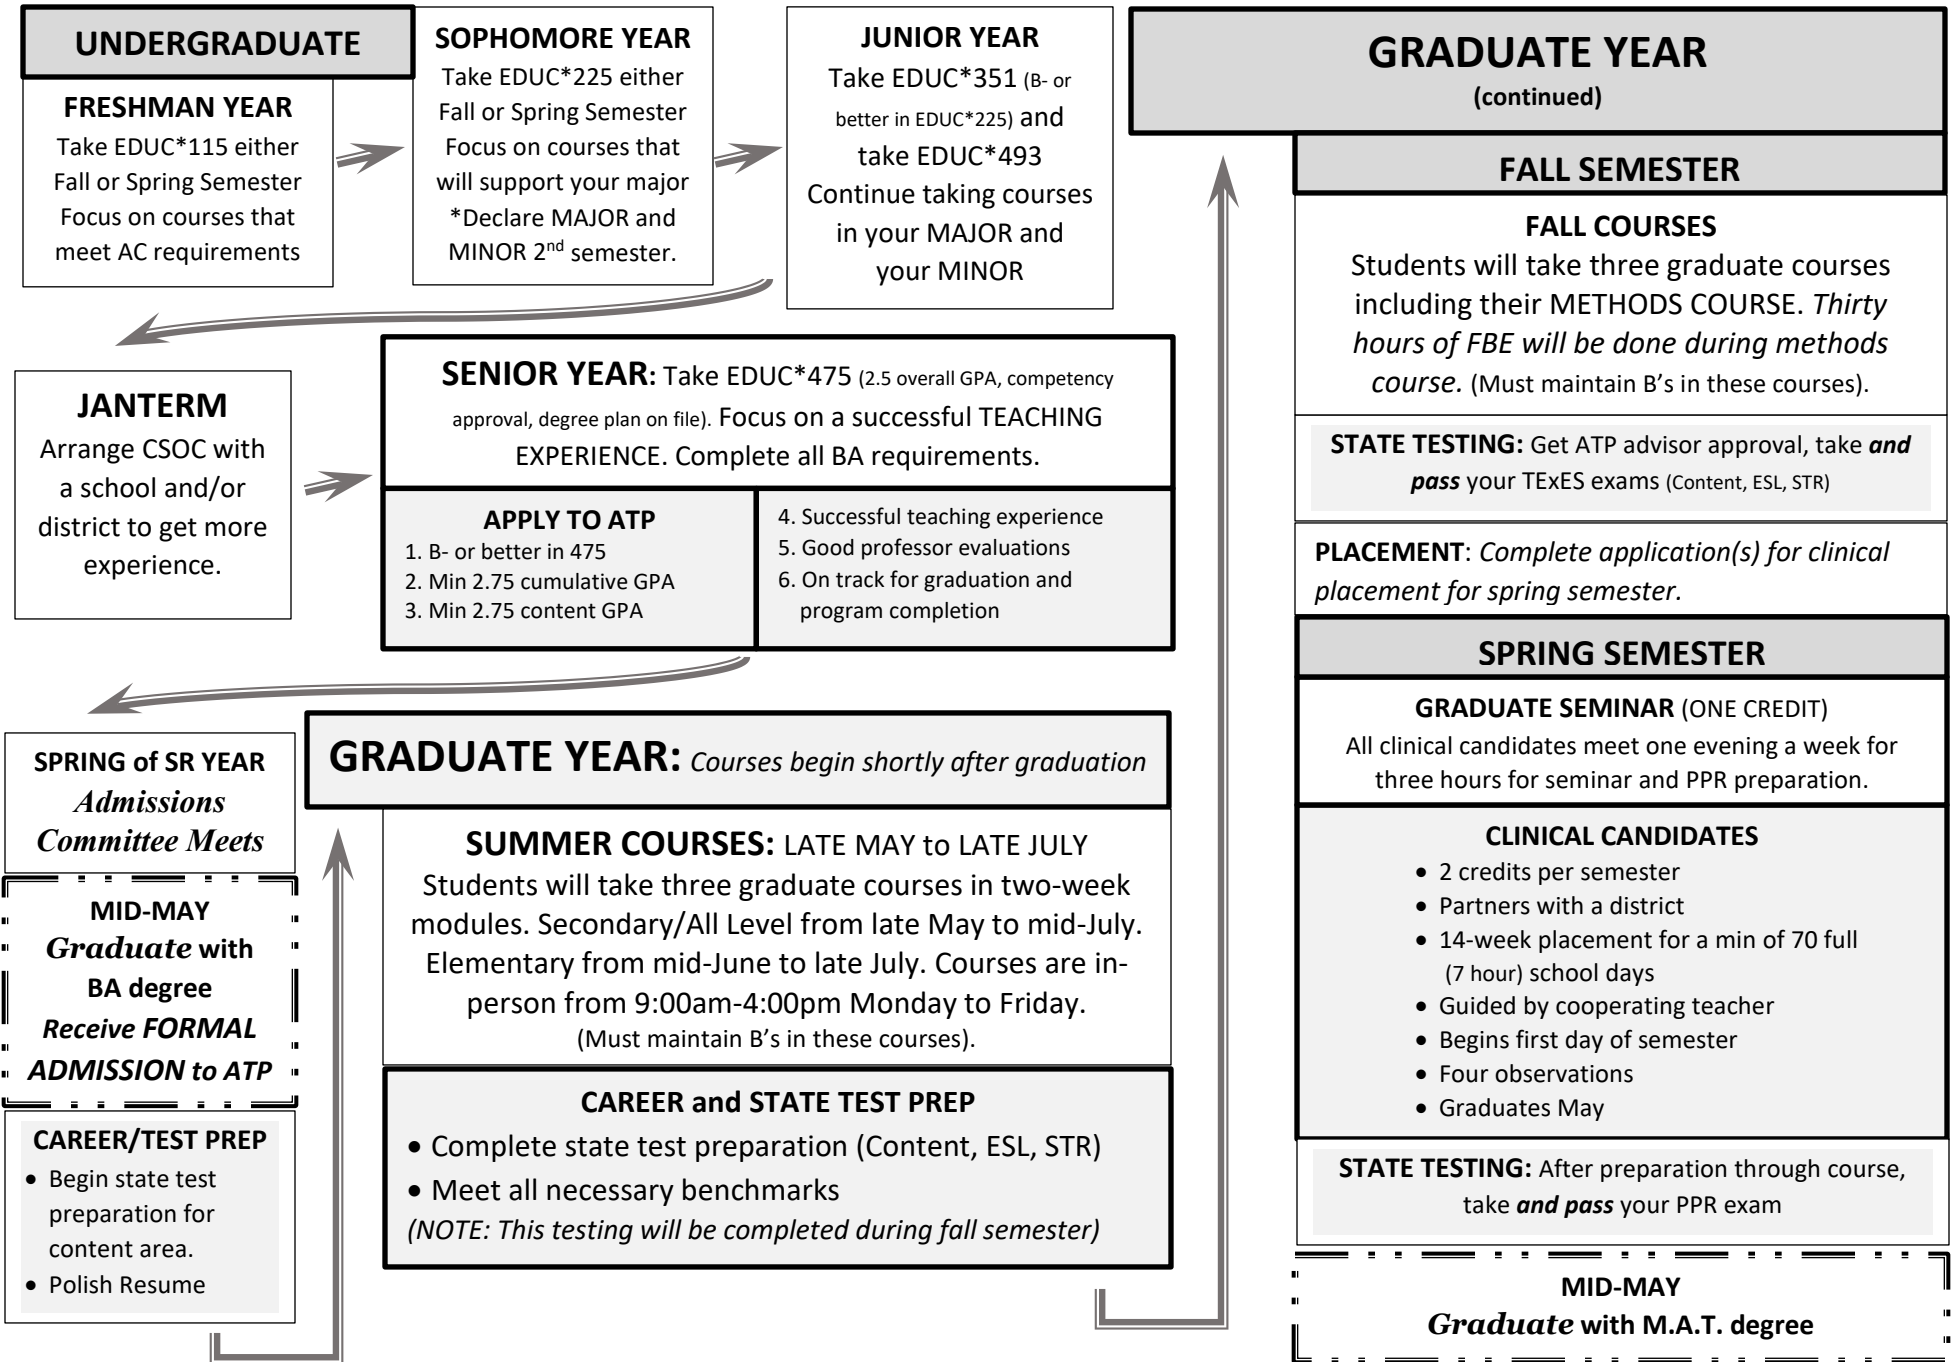 UNDERGRADUATE
FRESHMAN YEAR
Take EDUC*115 either
Fall or Spring Semester
Focus on courses that
meet AC requirements
SOPHOMORE YEAR
Take EDUC*225 either
Fall or Spring Semester
Focus on courses that
will support your major
*Declare MAJOR and
MINOR 2nd semester.
JUNIOR YEAR
Take EDUC*351 (B- or
better in EDUC*225) and
take EDUC*493
Continue taking courses
in your MAJOR and
your MINOR
JANTERM
Arrange CSOC with
a school and/or
district to get more
experience.
SENIOR YEAR: Take EDUC*475 (2.5 overall GPA, competency
approval, degree plan on file). Focus on a successful TEACHING
EXPERIENCE. Complete all BA requirements.
APPLY TO ATP
1. B- or better in 475
2. Min 2.75 cumulative GPA
3. Min 2.75 content GPA
4. Successful teaching experience
5. Good professor evaluations
6. On track for graduation and
program completion
SPRING of SR YEAR
Admissions
Committee Meets
MID-MAY
Graduate with
BA degree
Receive FORMAL
ADMISSION to ATP
CAREER/TEST PREP
• Begin state test
preparation for
content area.
• Polish Resume
GRADUATE YEAR: Courses begin shortly after graduation
SUMMER COURSES: LATE MAY to LATE JULY
Students will take three graduate courses in two-week
modules. Secondary/All Level from late May to mid-July.
Elementary from mid-June to late July. Courses are in-
person from 9:00am-4:00pm Monday to Friday.
(Must maintain B's in these courses).
CAREER and STATE TEST PREP
• Complete state test preparation (Content, ESL, STR)
• Meet all necessary benchmarks
(NOTE: This testing will be completed during fall semester)
GRADUATE YEAR
(continued)
FALL SEMESTER
FALL COURSES
Students will take three graduate courses
including their METHODS COURSE. Thirty
hours of FBE will be done during methods
course. (Must maintain B's in these courses).
STATE TESTING: Get ATP advisor approval, take and
pass your TExES exams (Content, ESL, STR)
PLACEMENT: Complete application(s) for clinical
placement for spring semester.
SPRING SEMESTER
GRADUATE SEMINAR (ONE CREDIT)
All clinical candidates meet one evening a week for
three hours for seminar and PPR preparation.
CLINICAL CANDIDATES
• 2 credits per semester
• Partners with a district
• 14-week placement for a min of 70 full
(7 hour) school days
• Guided by cooperating teacher
• Begins first day of semester
• Four observations
• Graduates May
STATE TESTING: After preparation through course,
take and pass your PPR exam
MID-MAY
Graduate with M.A.T. degree